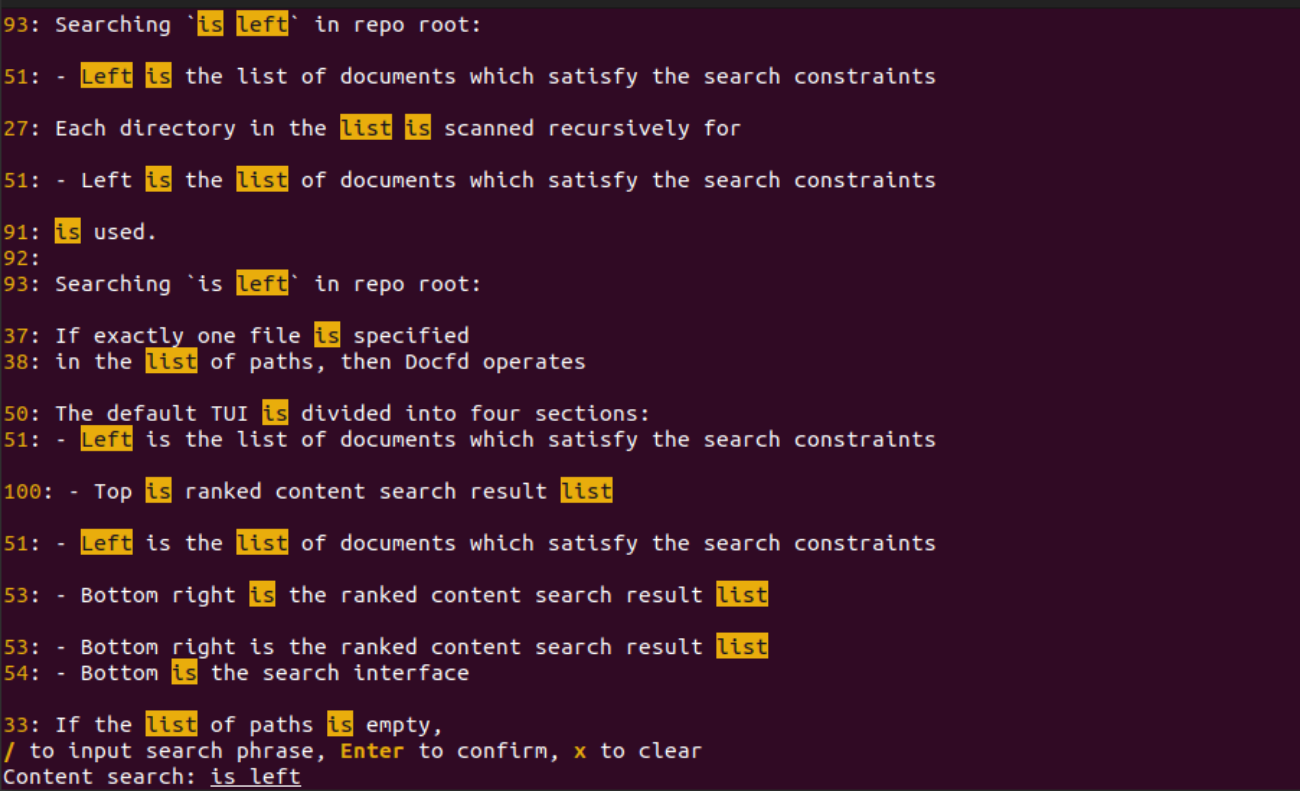 93: Searching `is left` in repo root:
51: - Left is the list of documents which satisfy the search constraints
27: Each directory in the list is scanned recursively for
51: - Left is the list of documents which satisfy the search constraints
91: is used.
92:
93: Searching `is left` in repo root:
37: If exactly one file is specified
38: in the list of paths, then Docfd operates
50: The default TUI is divided into four sections:
51: - Left is the list of documents which satisfy the search constraints
100: - Top is ranked content search result list
51: - Left is the list of documents which satisfy the search constraints
53: - Bottom right is the ranked content search result list
53: - Bottom right is the ranked content search result list
54: - Bottom is the search interface
33: If the list of paths is empty,
/ to input search phrase, Enter to confirm, x to clear
Content search: is left